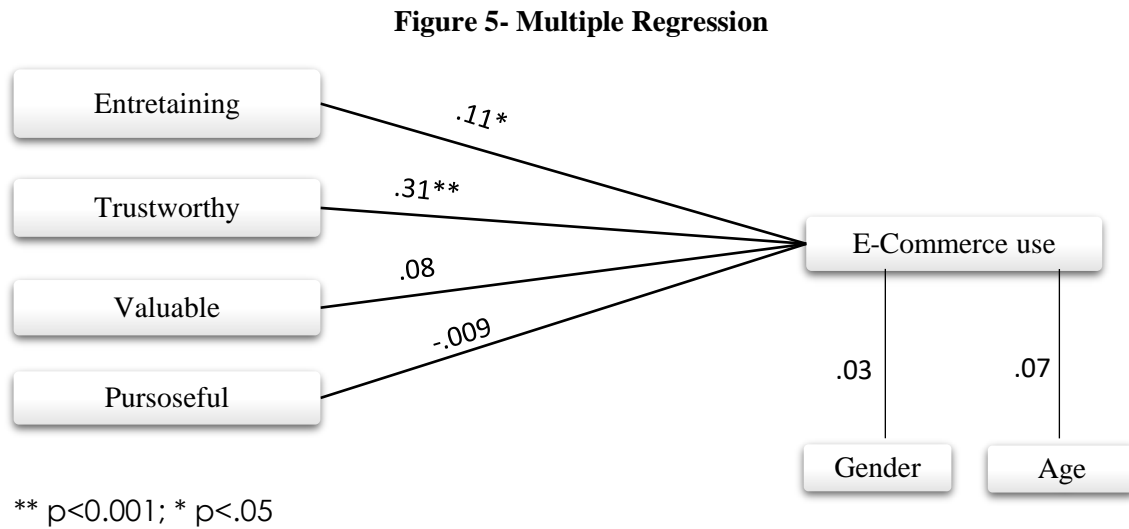 Figure 5- Multiple Regression
Entretaining
.11*
Trustworthy
.31**
E-Commerce use
Valuable
.08
-.009
Pursoseful
.03
.07
Gender
Age
** p<0.001; * p<.05